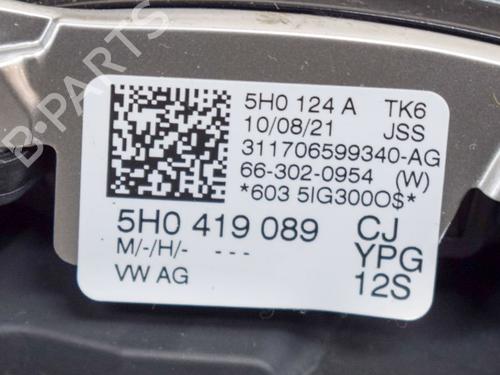 B-PARTS
5H0 124 A TK6
10/08/21 JSS
311706599340-AG
66-302-0954 (W)
*603 5IG300O$*
5H0 419 089 CJ
M/-/H/- --- YPG
VW AG 12S